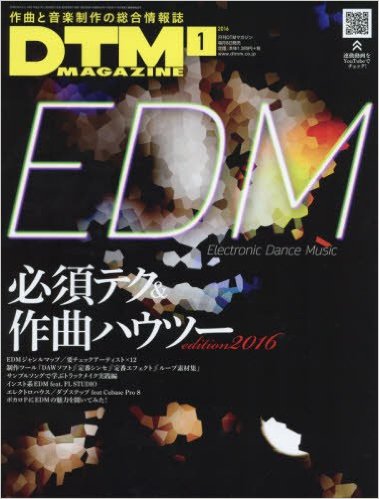 作曲と音楽制作の総合情報誌
DTM
MAGAZINE
1
2016
www.dtmm.co.jp
連動動画を
YouTubeで
チェック!
EDM
Electronic Dance Music
必須テク&
作曲ハウツー
edition2016
EDMジャンルマップ/要チェックアーティスト×12
制作ツール「DAWソフト」「定番シンセ」「定番エフェクト」「ループ素材集」
サンプルソングで学ぶトラックメイク実践編
インスト系EDM feat. FL STUDIO
エレクトロハウス/ダブステップ feat Cubase Pro 8
ボカロPにEDMの魅力を聞いてみた!